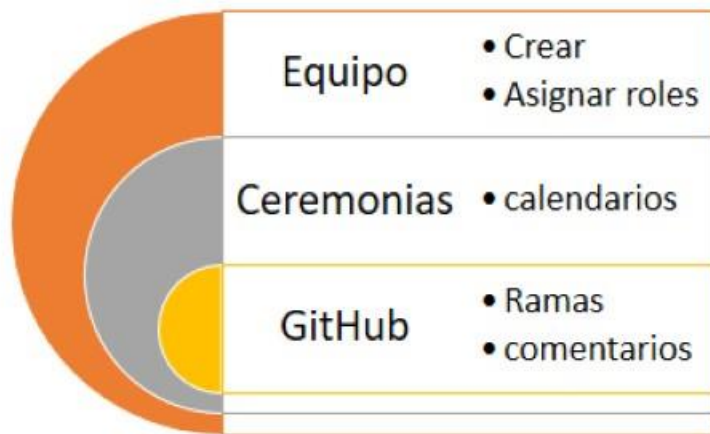 Equipo
• Crear
• Asignar roles
Ceremonias
• calendarios
GitHub
• Ramas
• comentarios